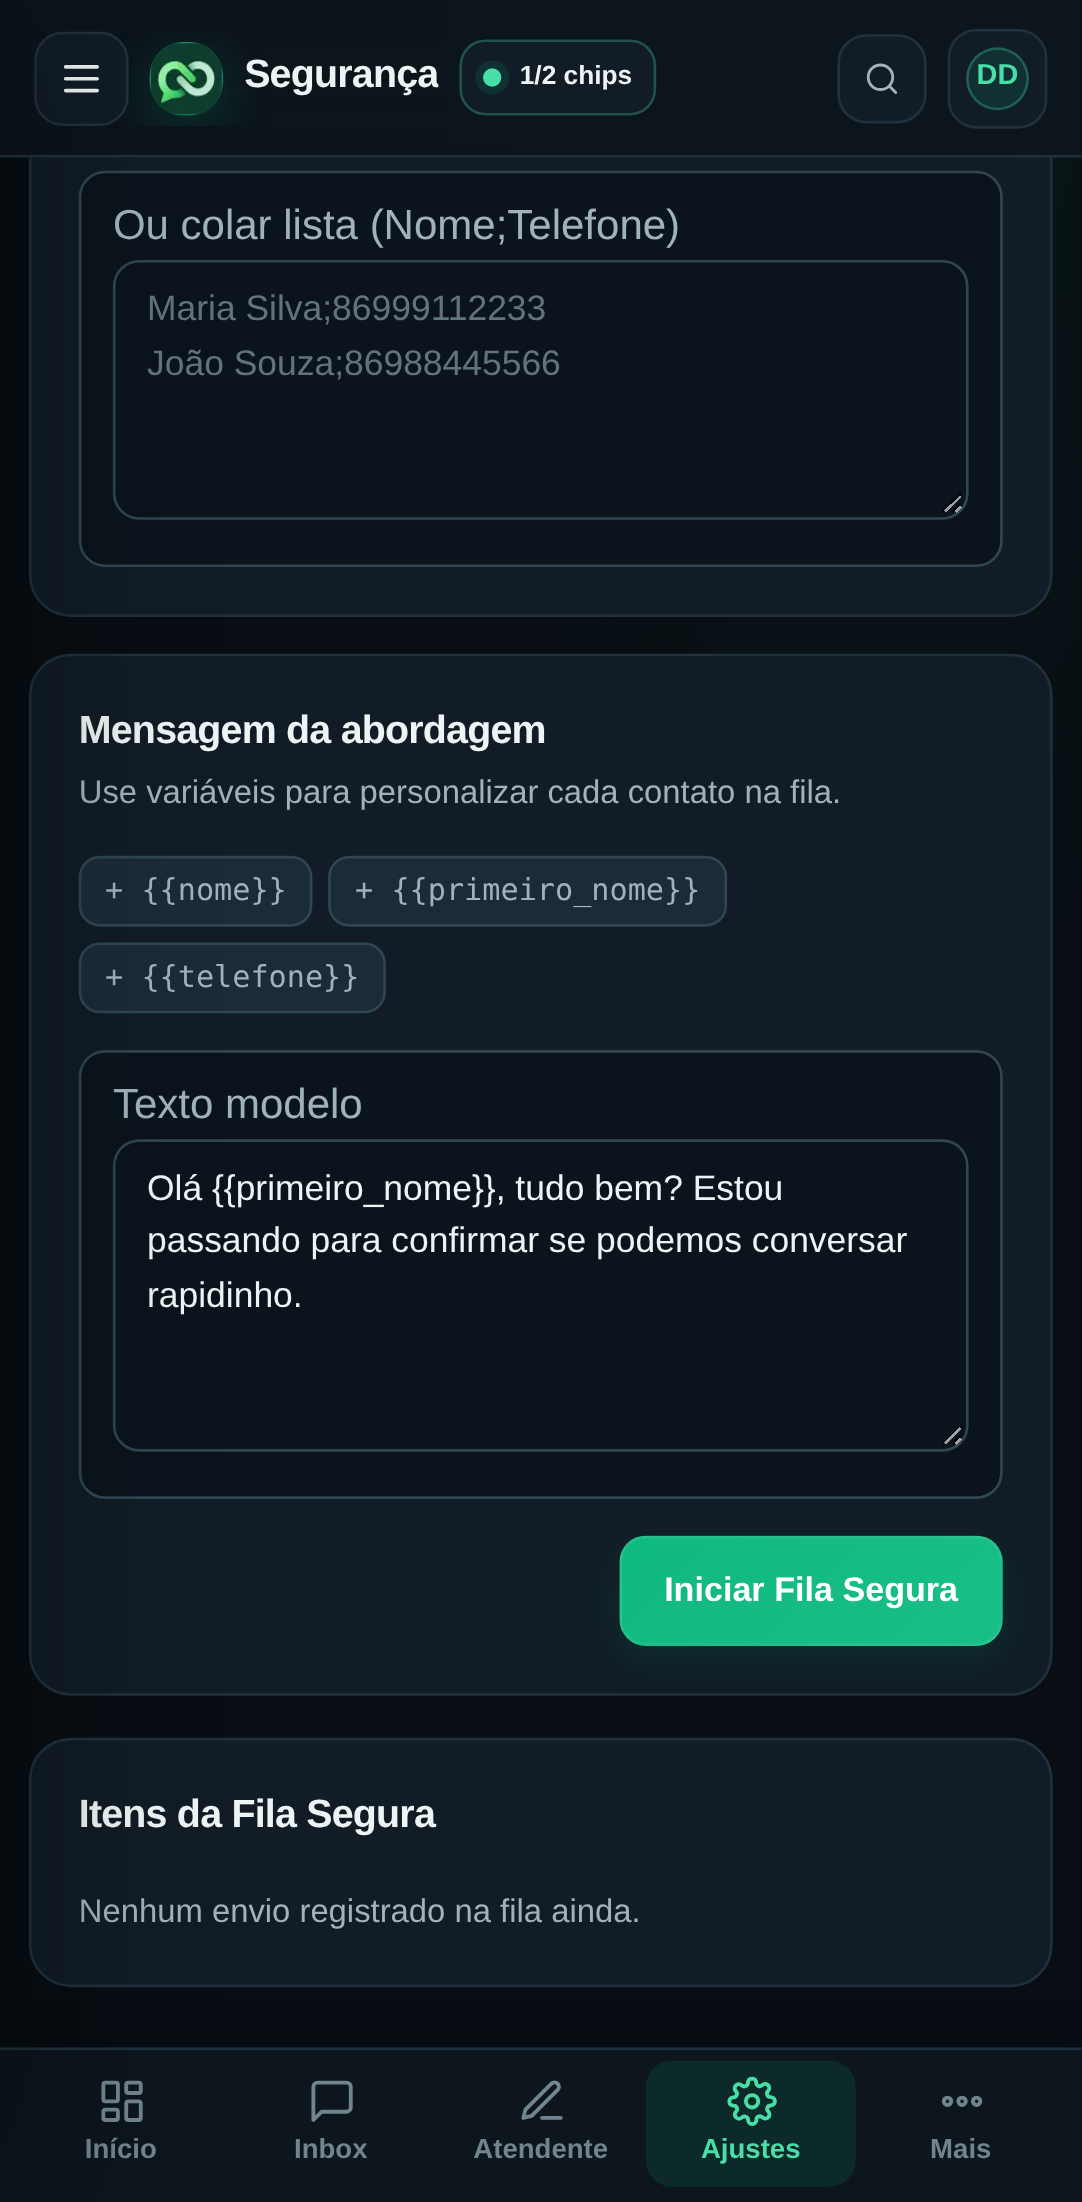 Segurança
1/2 chips
DD
Ou colar lista (Nome;Telefone)
Maria Silva;86999112233
João Souza;86988445566
Mensagem da abordagem
Use variáveis para personalizar cada contato na fila.
+ {{nome}}
+ {{primeiro_nome}}
+ {{telefone}}
Texto modelo
Olá {{primeiro_nome}}, tudo bem? Estou
passando para confirmar se podemos conversar
rapidinho.
Iniciar Fila Segura
Itens da Fila Segura
Nenhum envio registrado na fila ainda.
Início
Inbox
Atendente
Ajustes
Mais